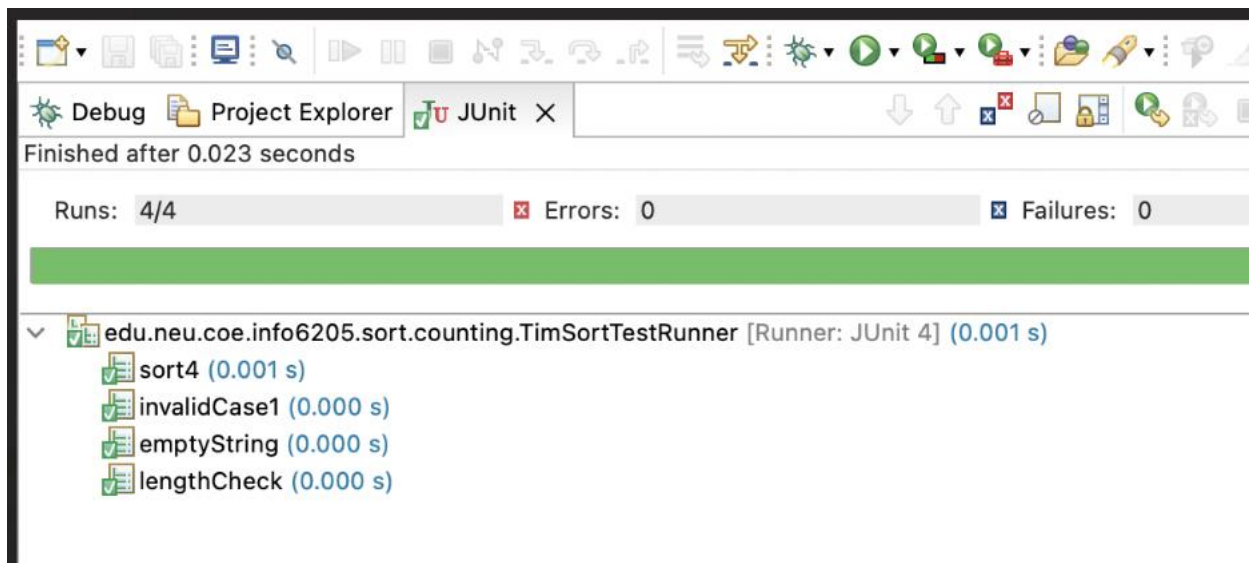 Debug Project Explorer JUnit
Finished after 0.023 seconds
Runs: 4/4 Errors: 0 Failures: 0
edu.neu.coe.info6205.sort.counting.TimSortTestRunner [Runner: JUnit 4] (0.001 s)
sort4 (0.001 s)
invalidCase1 (0.000 s)
emptyString (0.000 s)
lengthCheck (0.000 s)